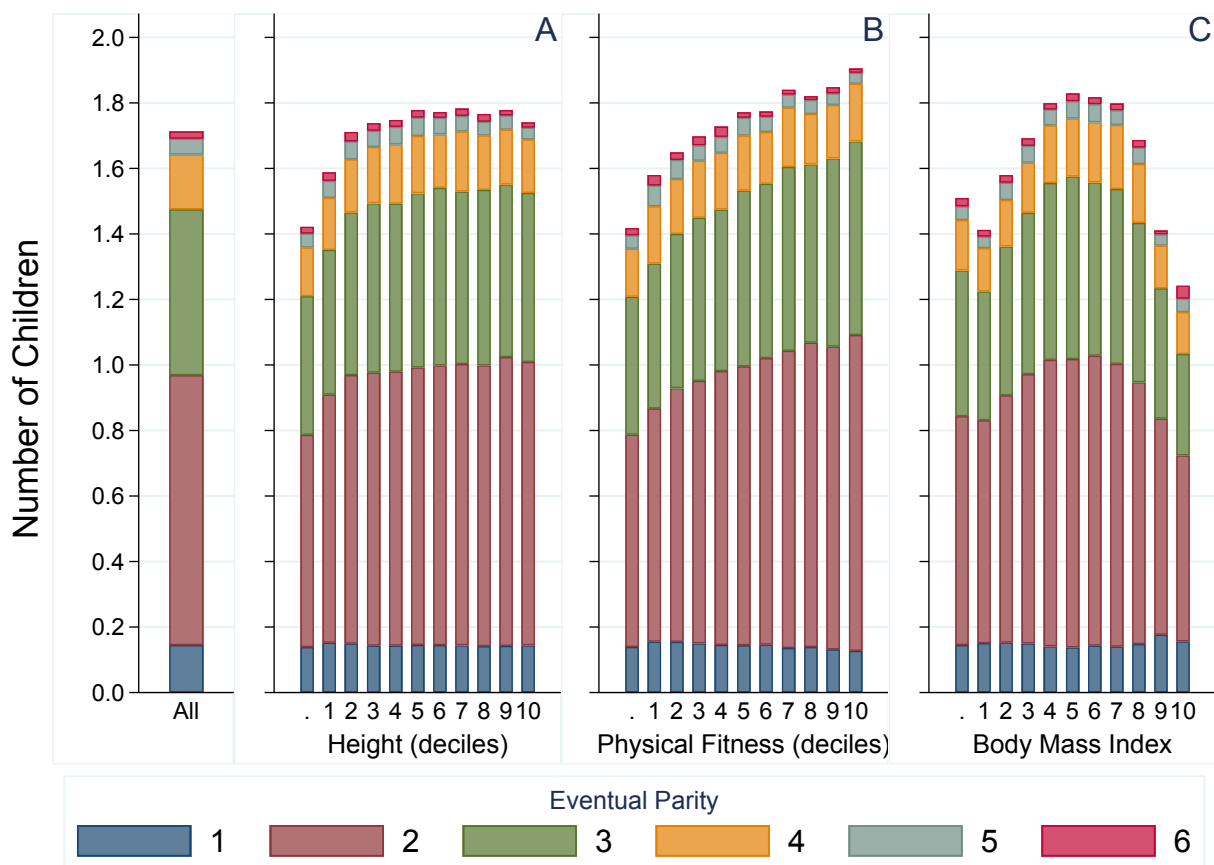 A B C
Number of Children
2.0
1.8
1.6
1.4
1.2
1.0
0.8
0.6
0.4
0.2
0.0
All . 1 2 3 4 5 6 7 8 9 10 . 1 2 3 4 5 6 7 8 9 10 . 1 2 3 4 5 6 7 8 9 10
Height (deciles) Physical Fitness (deciles) Body Mass Index
Eventual Parity
1 2 3 4 5 6